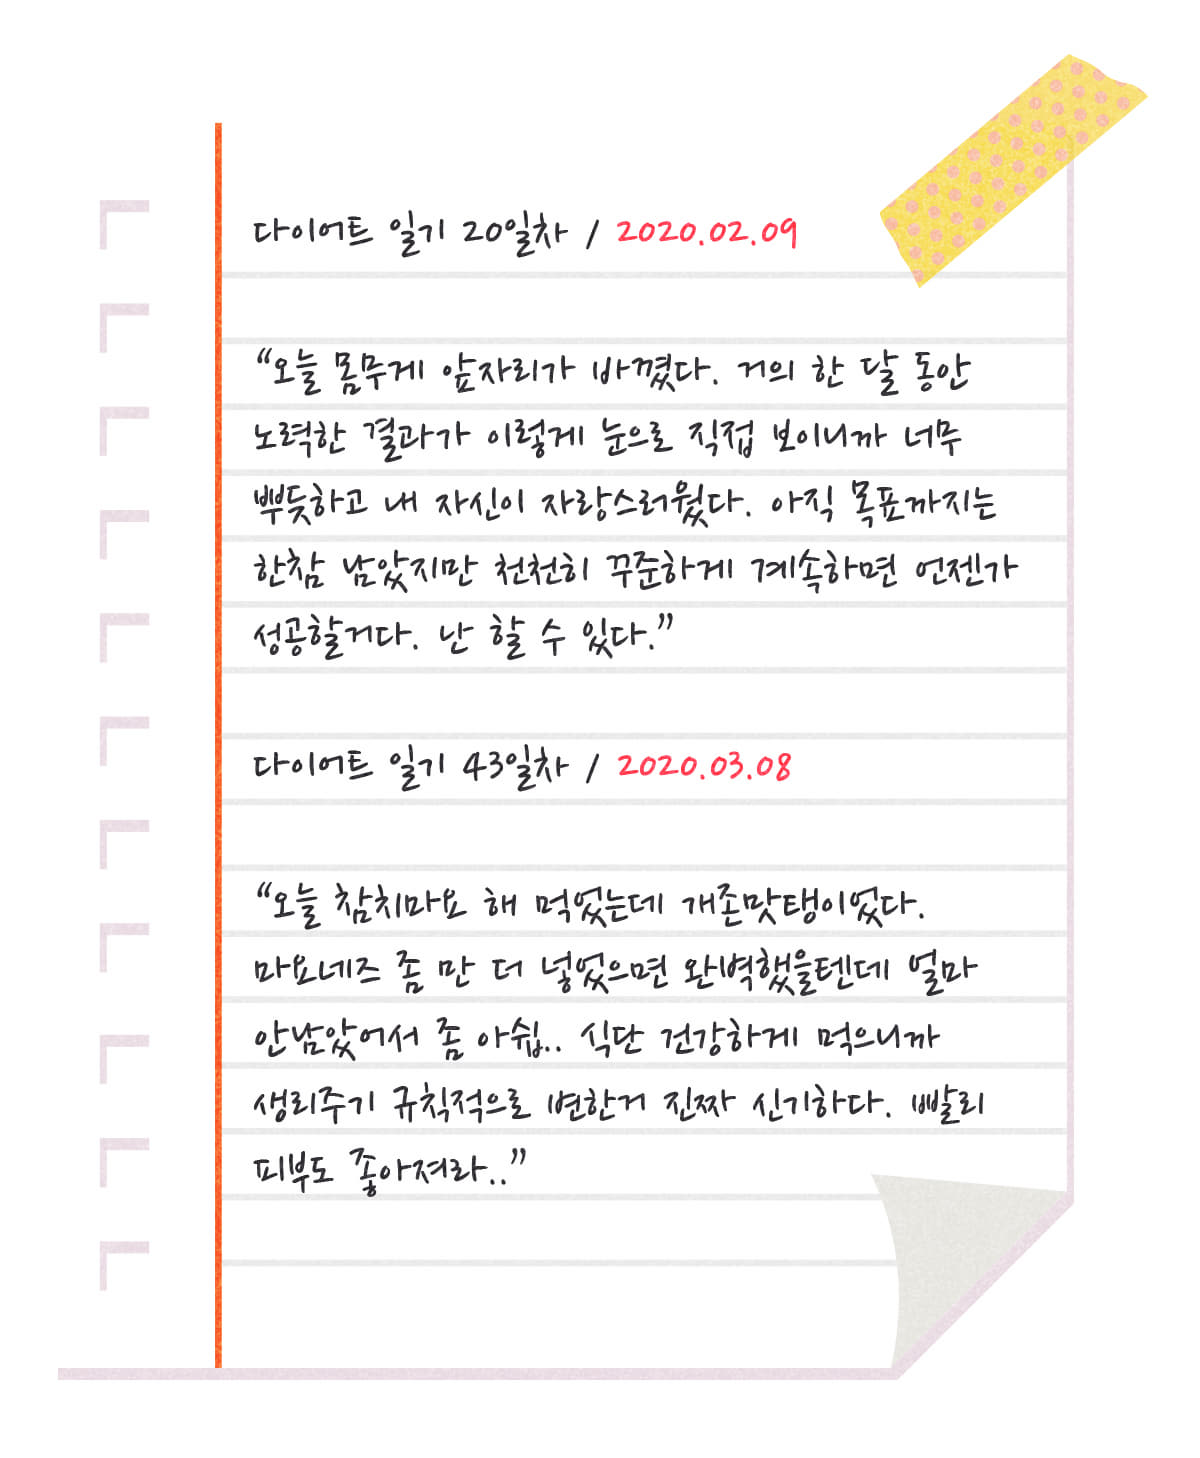 다이어트 일기 20일차 / 2020.02.09
“오늘 몸무게 앞자리가 바꼈다. 거의 한 달 동안
노력한 결과가 이렇게 눈으로 직접 보이니까 너무
뿌듯하고 내 자신이 자랑스러웠다. 아직 목표까지는
한참 남았지만 천천히 꾸준하게 계속하면 언젠가
성공할거다. 난 할 수 있다.”
다이어트 일기 43일차 / 2020.03.08
“오늘 참치마요 해 먹었는데 개존맛탱이었다.
마요네즈 좀 만 더 넣었으면 완벽했을텐데 얼마
안남았어서 좀 아쉽.. 식단 건강하게 먹으니까
생리주기 규칙적으로 변한거 진짜 신기하다. 빨리
피부도 좋아져라..”